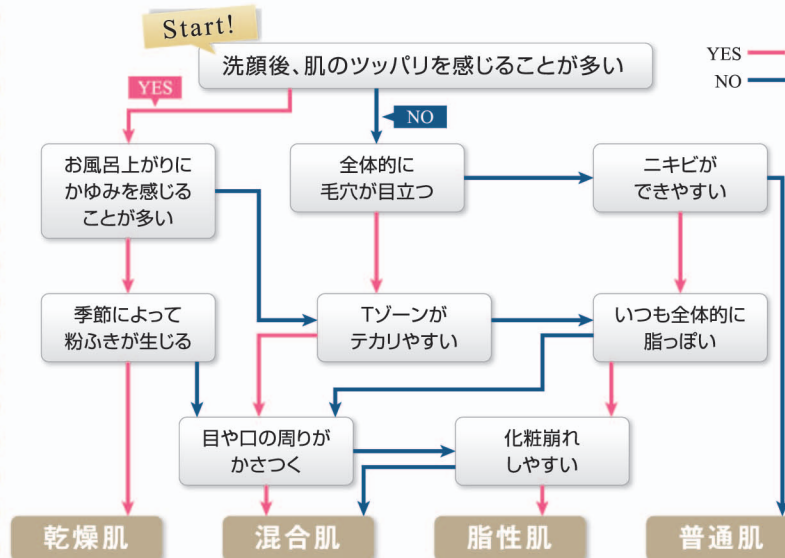 Start!
洗顔後、肌のツッパリを感じることが多い
YES
NO
YES
NO
お風呂上がりに
かゆみを感じる
ことが多い
全体的に
毛穴が目立つ
ニキビが
できやすい
季節によって
粉ふきが生じる
Tゾーンが
テカリやすい
いつも全体的に
脂っぽい
目や口の周りが
かさつく
化粧崩れ
しやすい
乾燥肌
混合肌
脂性肌
普通肌